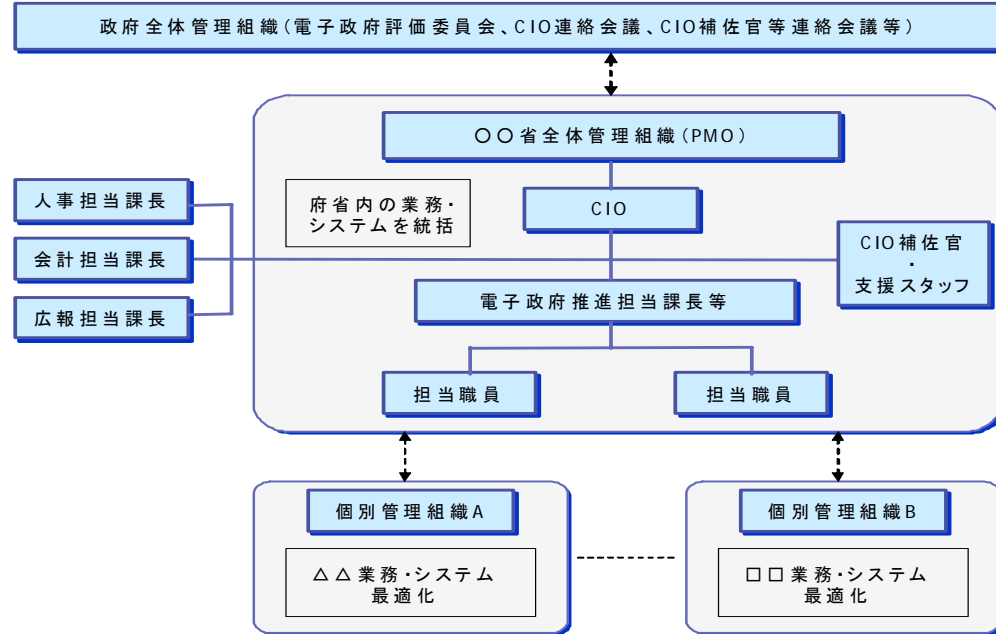 政府全体管理組織(電子政府評価委員会、CIO連絡会議、CIO補佐官等連絡会議等)
〇〇省全体管理組織(PMO)
人事担当課長
府省内の業務・
システムを統括
CIO
会計担当課長
CIO補佐官
・
支援スタッフ
広報担当課長
電子政府推進担当課長等
担当職員
担当職員
個別管理組織A
個別管理組織B
△△業務・システム
最適化
□□業務・システム
最適化